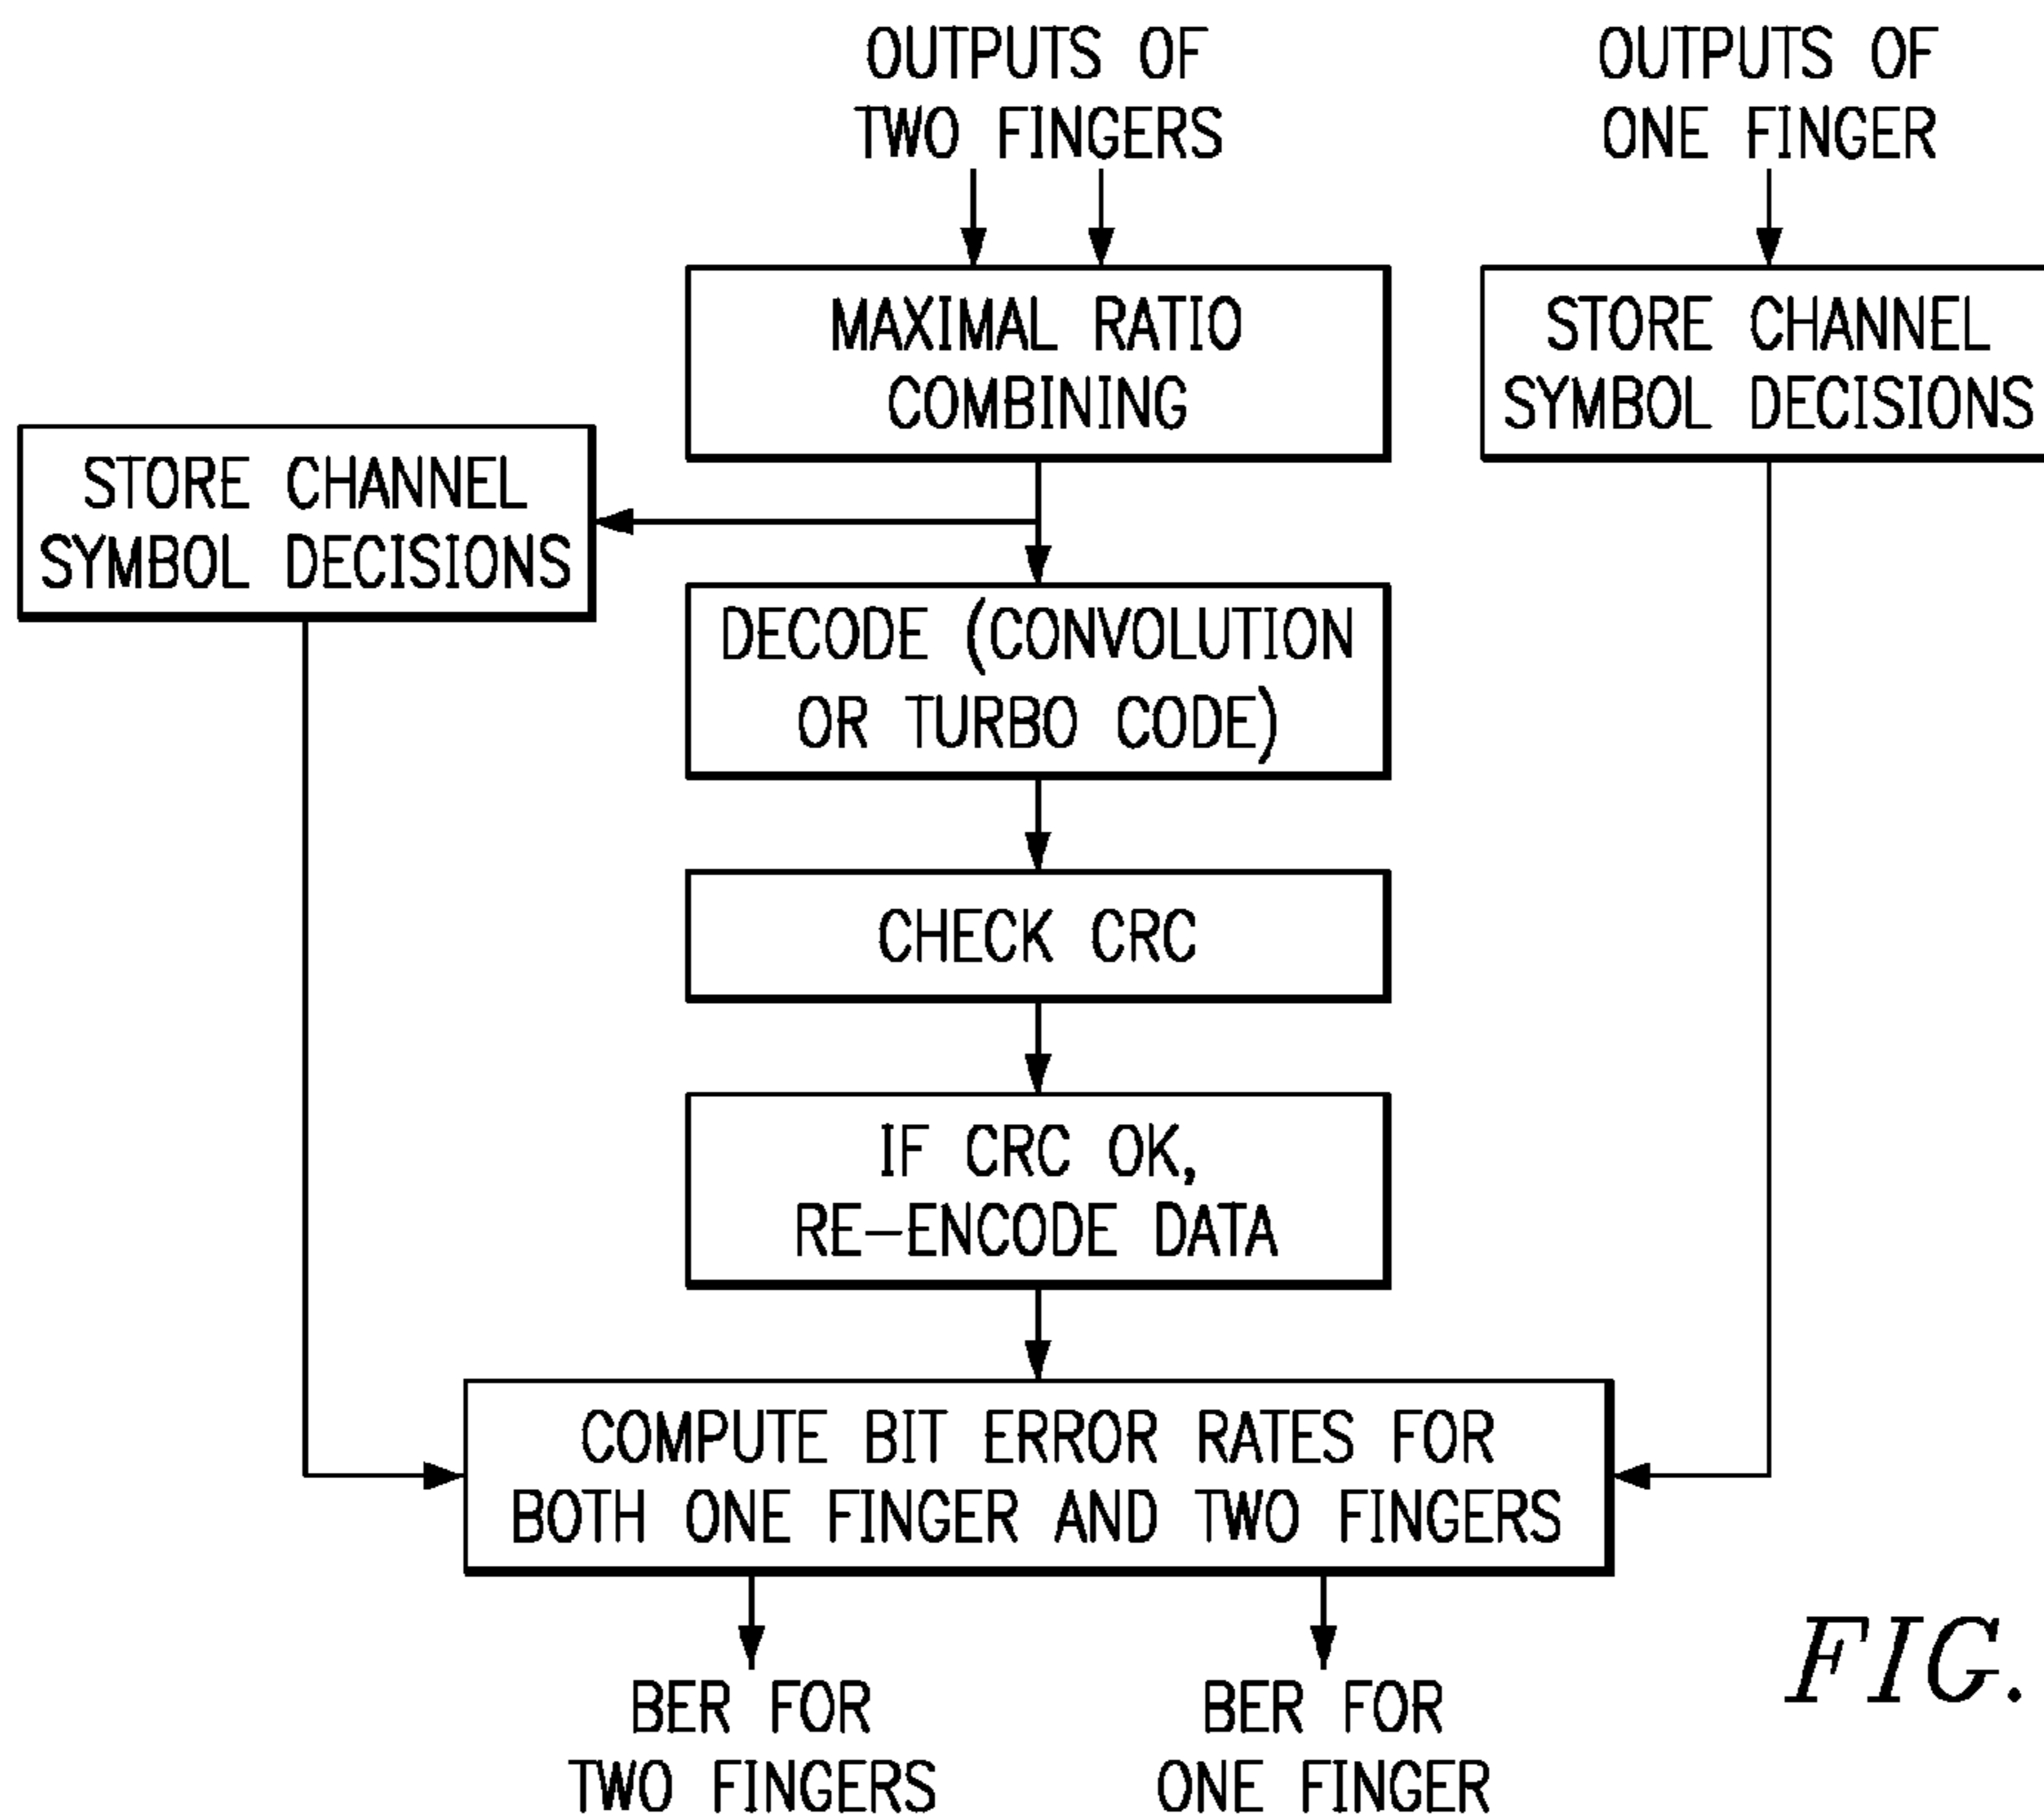 OUTPUTS OF
TWO FINGERS
OUTPUTS OF
ONE FINGER
MAXIMAL RATIO
COMBINING
STORE CHANNEL
SYMBOL DECISIONS
STORE CHANNEL
SYMBOL DECISIONS
DECODE (CONVOLUTION
OR TURBO CODE)
CHECK CRC
IF CRC OK,
RE-ENCODE DATA
COMPUTE BIT ERROR RATES FOR
BOTH ONE FINGER AND TWO FINGERS
BER FOR
TWO FINGERS
BER FOR
ONE FINGER
FIG.